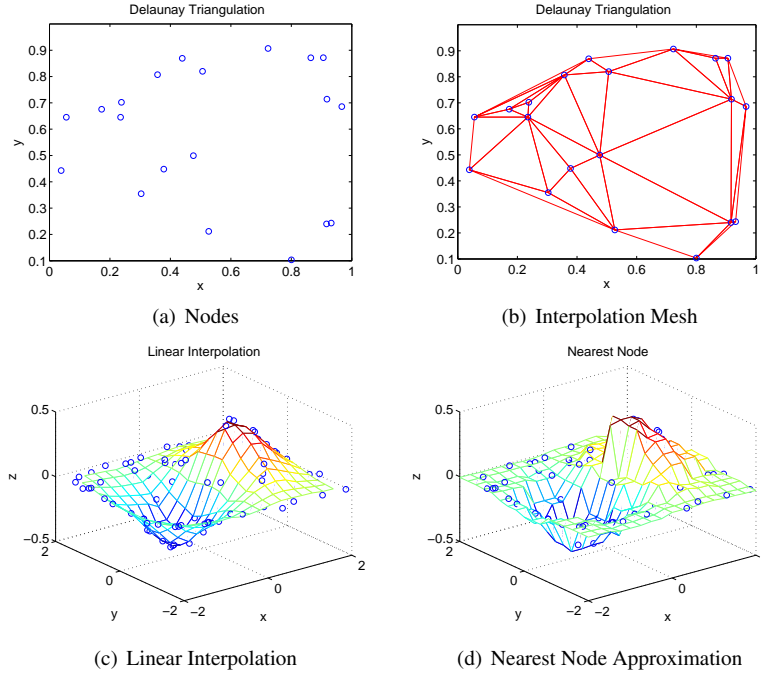 Delaunay Triangulation
0.9
0.8
0.7
0.6
0.5
0.4
0.3
0.2
0.1
y
0 0.2 0.4 0.6 0.8 1
x
(a) Nodes
Delaunay Triangulation
0.9
0.8
0.7
0.6
0.5
0.4
0.3
0.2
0.1
y
0 0.2 0.4 0.6 0.8 1
x
(b) Interpolation Mesh
Linear Interpolation
0.5
0
−0.5
z
2
0
−2
y
−2
0
2
x
(c) Linear Interpolation
Nearest Node
0.5
0
−0.5
z
2
0
−2
y
−2
0
x
(d) Nearest Node Approximation